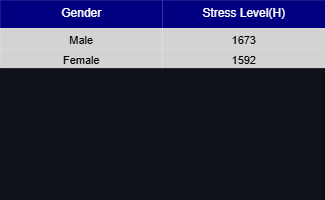 Gender Stress Level(H)
Male 1673
Female 1592